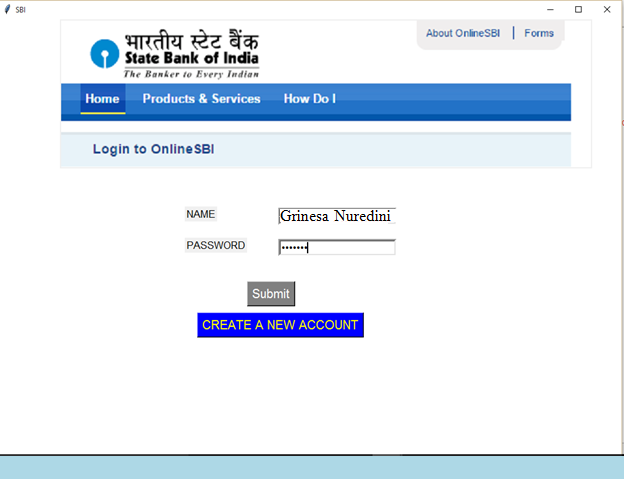 SBI
About OnlineSBI | Forms
भारतीय स्टेट बैंक
State Bank of India
The Banker to Every Indian
Home Products & Services How Do I
Login to OnlineSBI
NAME Grinesa Nuredini
PASSWORD •••••••
Submit
CREATE A NEW ACCOUNT